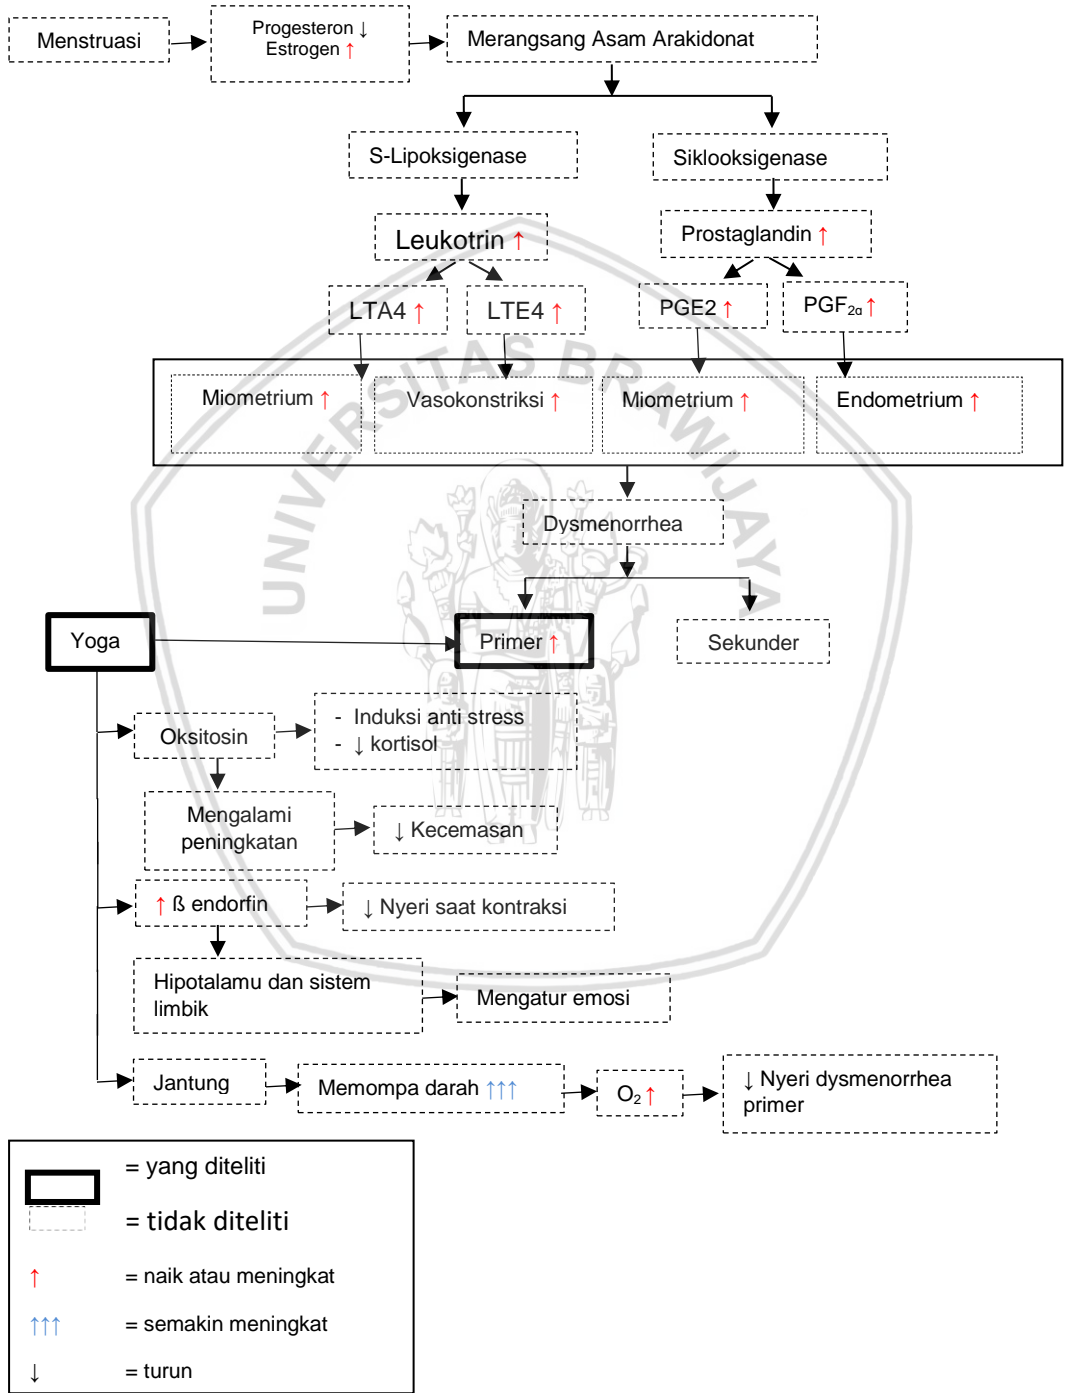 Menstruasi
Progesteron ↓
Estrogen ↑
Merangsang Asam Arakidonat
S-Lipoksigenase
Siklooksigenase
Leukotrin ↑
Prostaglandin ↑
LTA4 ↑
LTE4 ↑
PGE2 ↑
PGF2α ↑
Miometrium ↑
Vasokonstriksi ↑
Miometrium ↑
Endometrium ↑
UNIVERSITAS BRAWIJAYA
Dysmenorrhea
Yoga
Primer ↑
Sekunder
Oksitosin
- Induksi anti stress
- ↓ kortisol
Mengalami
peningkatan
↓ Kecemasan
↑ ß endorfin
↓ Nyeri saat kontraksi
Hipotalamu dan sistem
limbik
Mengatur emosi
Jantung
Memompa darah ↑↑↑
O2 ↑
↓ Nyeri dysmenorrhea
primer
= yang diteliti
= tidak diteliti
↑ = naik atau meningkat
↑↑↑ = semakin meningkat
↓ = turun